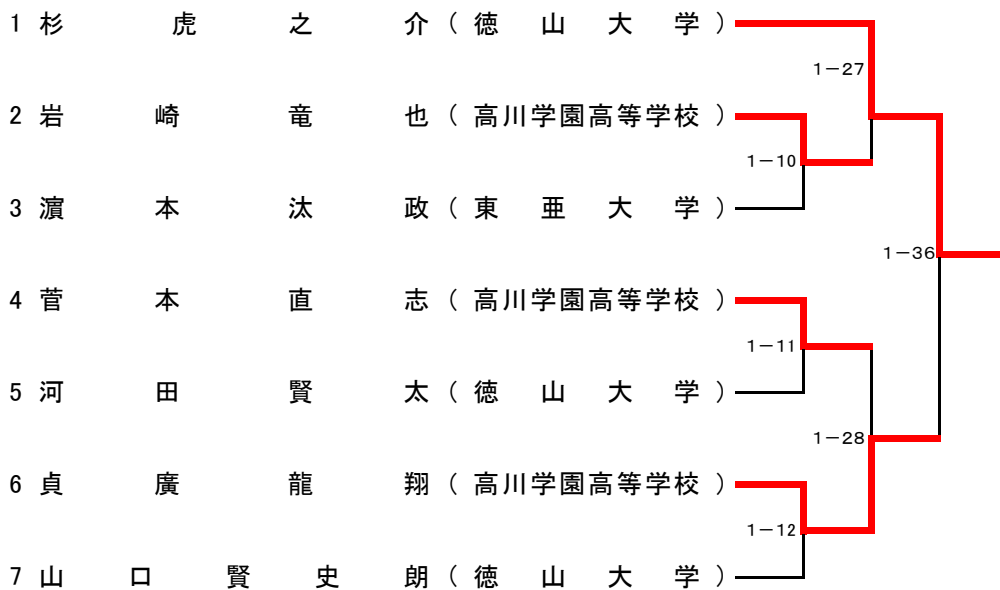 1 杉虎之介（徳山大学）
1－27
2 岩崎竜也（高川学園高等学校）
1－10
3 濵本汰政（東亜大学）
1－36
4 菅本直志（高川学園高等学校）
1－11
5 河田賢太（徳山大学）
1－28
6 貞廣龍翔（高川学園高等学校）
1－12
7 山口賢史朗（徳山大学）